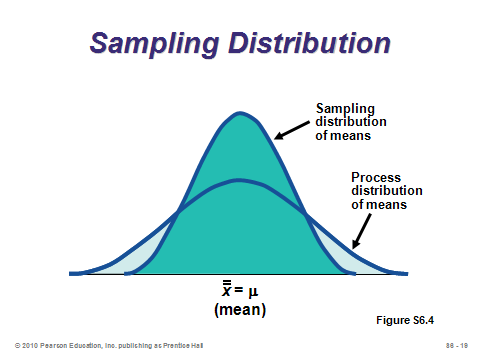 Sampling Distribution
Sampling
distribution
of means
Process
distribution
of means
x̿ = μ
(mean)
Figure S6.4
© 2010 Pearson Education, Inc. publishing as Prentice Hall
S6 - 19